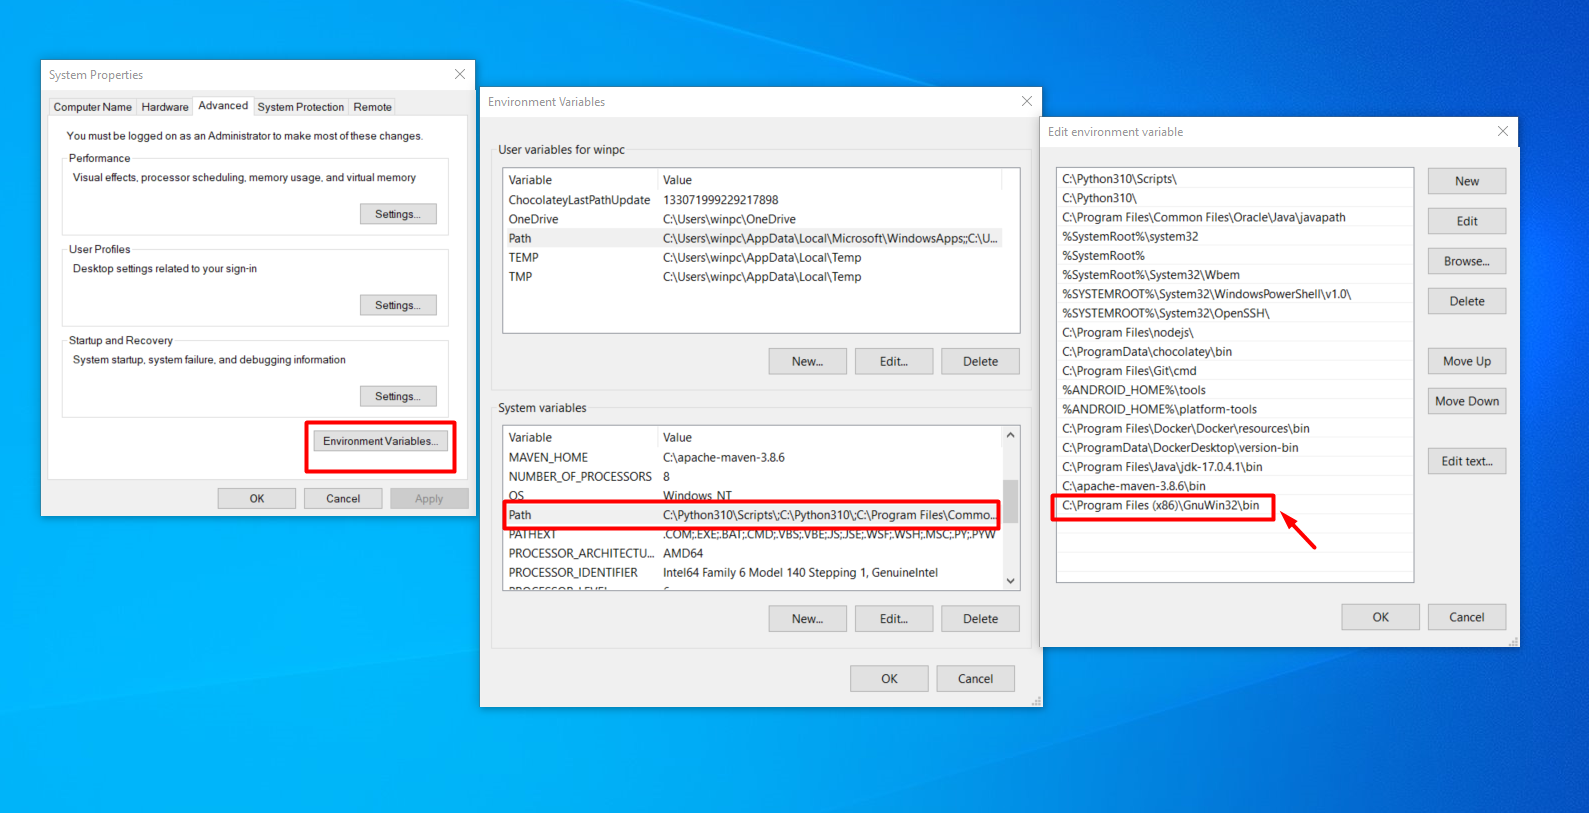 System Properties
Computer Name Hardware Advanced System Protection Remote
You must be logged on as an Administrator to make most of these changes.
Performance
Visual effects, processor scheduling, memory usage, and virtual memory
Settings...
User Profiles
Desktop settings related to your sign-in
Settings...
Startup and Recovery
System startup, system failure, and debugging information
Settings...
Environment Variables...
OK Cancel Apply
Environment Variables
User variables for winpc
Variable Value
ChocolateyLastPathUpdate 133071999229217898
OneDrive C:\Users\winpc\OneDrive
Path C:\Users\winpc\AppData\Local\Microsoft\WindowsApps;;C:\U...
TEMP C:\Users\winpc\AppData\Local\Temp
TMP C:\Users\winpc\AppData\Local\Temp
New... Edit... Delete
System variables
Variable Value
MAVEN_HOME C:\apache-maven-3.8.6
NUMBER_OF_PROCESSORS 8
OS Windows_NT
Path C:\Python310\Scripts\;C:\Python310\;C:\Program Files\Commo...
PATHEXT .COM;.EXE;.BAT;.CMD;.VBS;.VBE;.JS;.JSE;.WSF;.WSH;.MSC;.PY;.PYW
PROCESSOR_ARCHITECTU... AMD64
PROCESSOR_IDENTIFIER Intel64 Family 6 Model 140 Stepping 1, GenuineIntel
PROCESSOR_LEVEL 6
New... Edit... Delete
OK Cancel
Edit environment variable
C:\Python310\Scripts\
C:\Python310\
C:\Program Files\Common Files\Oracle\Java\javapath
%SystemRoot%\system32
%SystemRoot%
%SystemRoot%\System32\Wbem
%SYSTEMROOT%\System32\WindowsPowerShell\v1.0\
%SYSTEMROOT%\System32\OpenSSH\
C:\Program Files\nodejs\
C:\ProgramData\chocolatey\bin
C:\Program Files\Git\cmd
%ANDROID_HOME%\tools
%ANDROID_HOME%\platform-tools
C:\Program Files\Docker\Docker\resources\bin
C:\ProgramData\DockerDesktop\version-bin
C:\Program Files\Java\jdk-17.0.4.1\bin
C:\apache-maven-3.8.6\bin
C:\Program Files (x86)\GnuWin32\bin
New
Edit
Browse...
Delete
Move Up
Move Down
Edit text...
OK Cancel